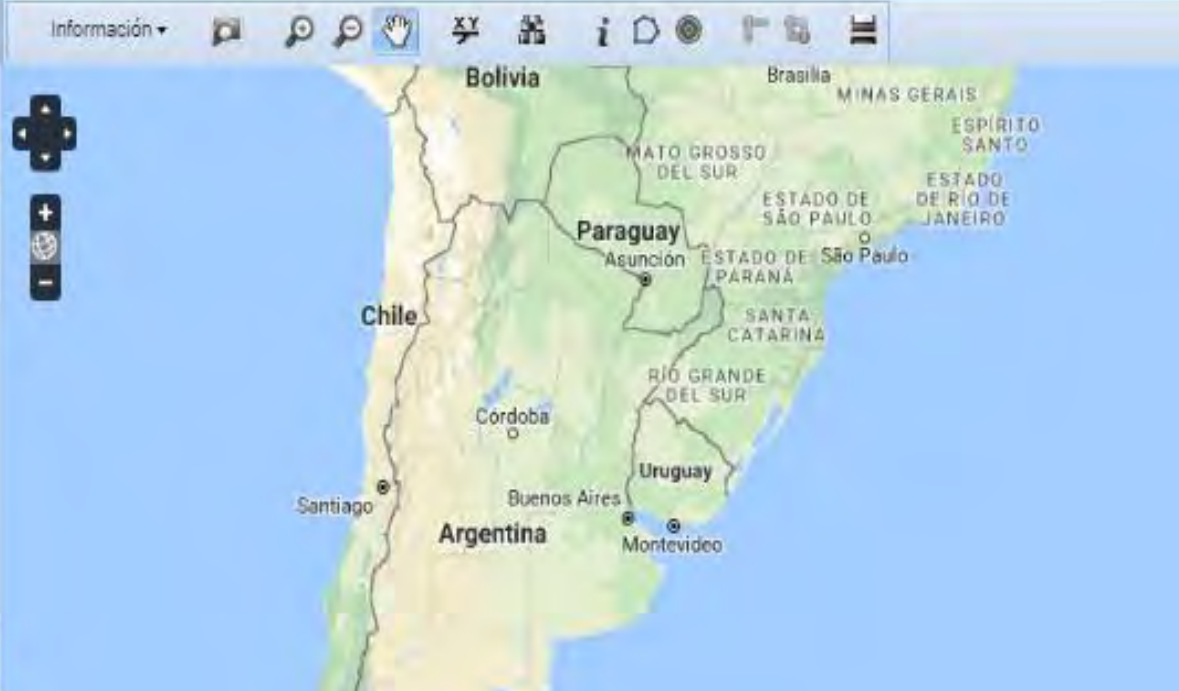 Información
XY
i
Bolivia
Brasilia
MINAS GERAIS
ESPÍRITO
SANTO
MATO GROSSO
DEL SUR
ESTADO
DE RÍO DE
JANEIRO
ESTADO DE
SÃO PAULO
São Paulo
Paraguay
Asunción
ESTADO DE
PARANÁ
Chile
SANTA
CATARINA
RÍO GRANDE
DEL SUR
Córdoba
Uruguay
Santiago
Buenos Aires
Argentina
Montevideo